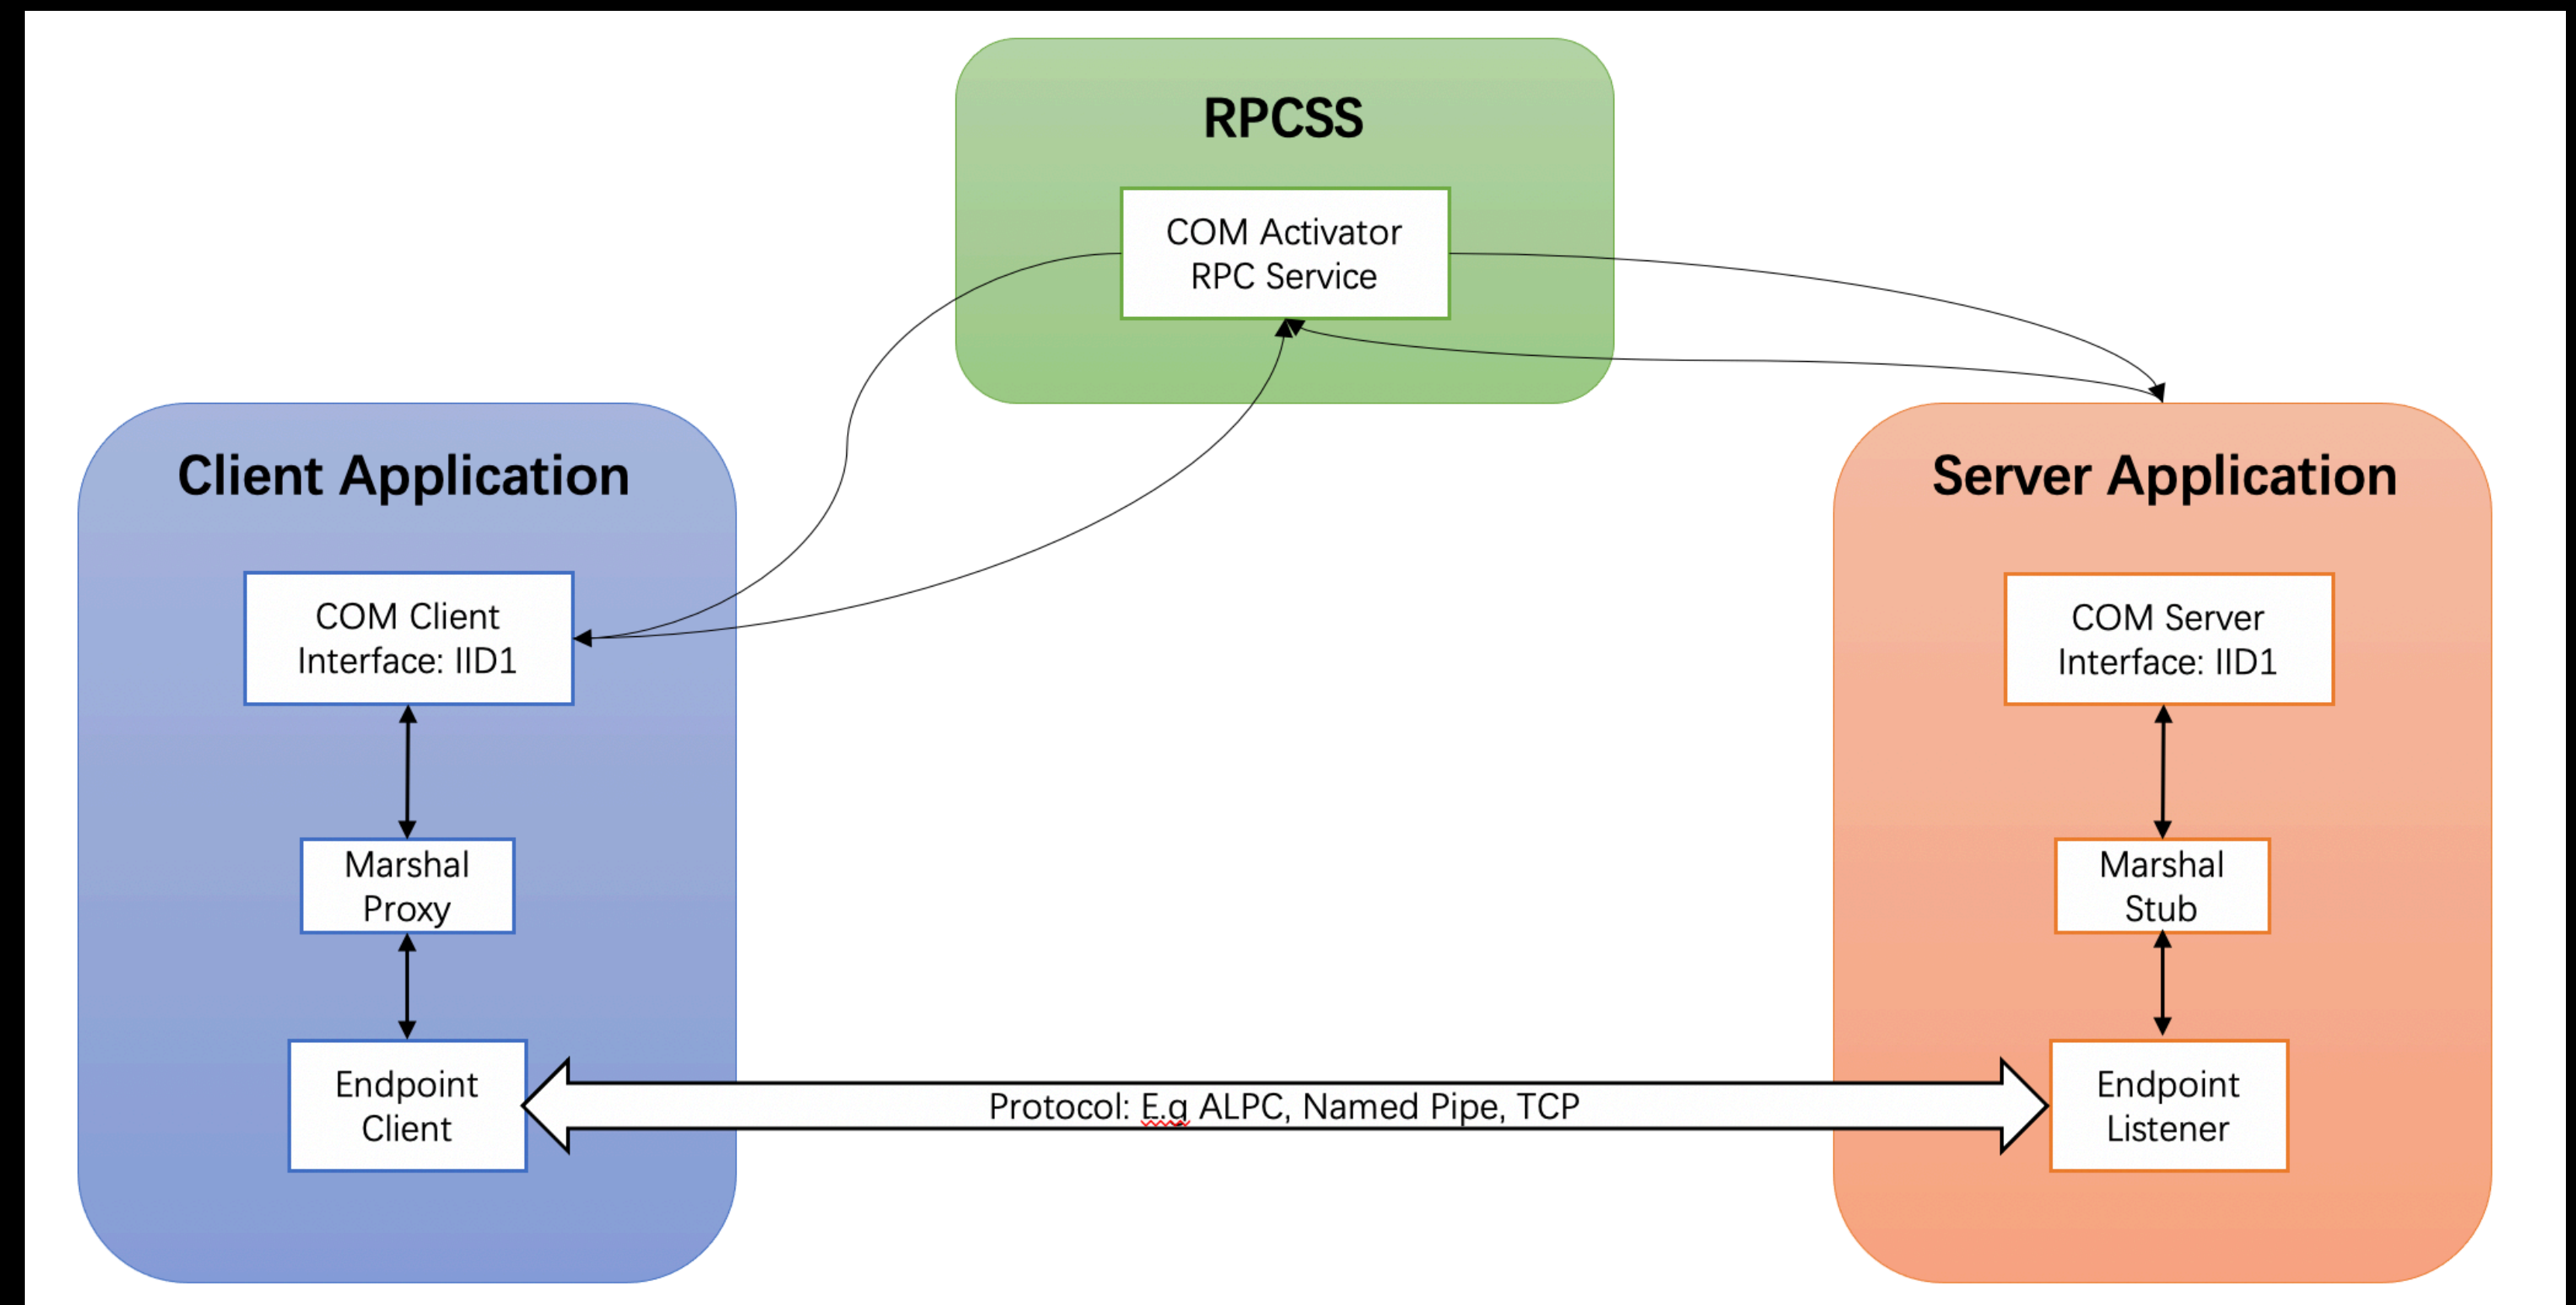 RPCSS
COM Activator
RPC Service
Client Application
COM Client
Interface: IID1
Marshal
Proxy
Endpoint
Client
Protocol: E.g ALPC, Named Pipe, TCP
Server Application
COM Server
Interface: IID1
Marshal
Stub
Endpoint
Listener